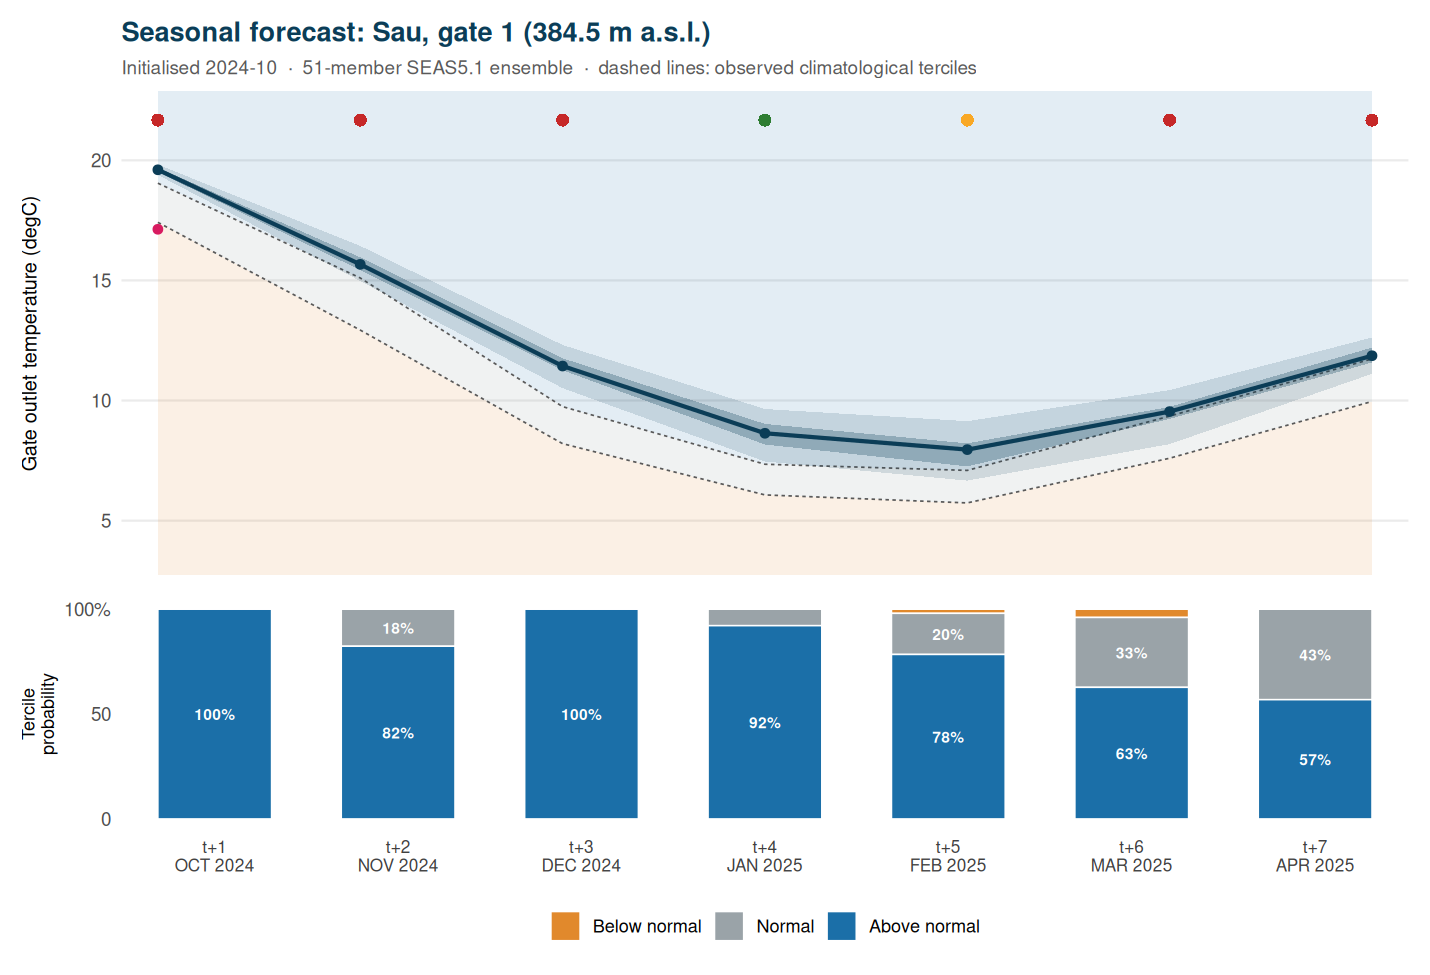 Seasonal forecast: Sau, gate 1 (384.5 m a.s.l.)
Initialised 2024-10 · 51-member SEAS5.1 ensemble · dashed lines: observed climatological terciles
Gate outlet temperature (degC)
20
15
10
5
Tercile
probability
100%
50
0
100%
18%
82%
100%
92%
20%
78%
33%
63%
43%
57%
t+1
OCT 2024
t+2
NOV 2024
t+3
DEC 2024
t+4
JAN 2025
t+5
FEB 2025
t+6
MAR 2025
t+7
APR 2025
Below normal
Normal
Above normal